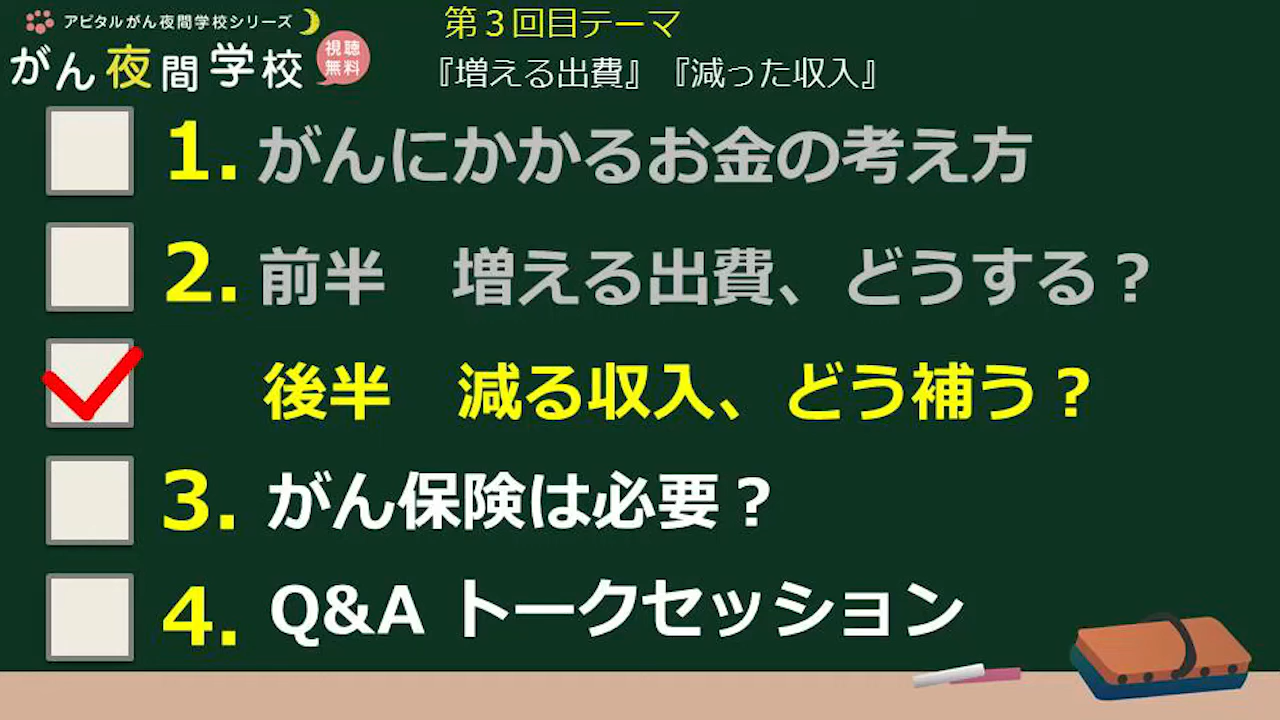 アピタルがん夜間学校シリーズ
がん夜間学校
視聴
無料
第３回目テーマ
『増える出費』『減った収入』
1. がんにかかるお金の考え方
2. 前半　増える出費、どうする？
後半　減る収入、どう補う？
3. がん保険は必要？
4. Q&A トークセッション